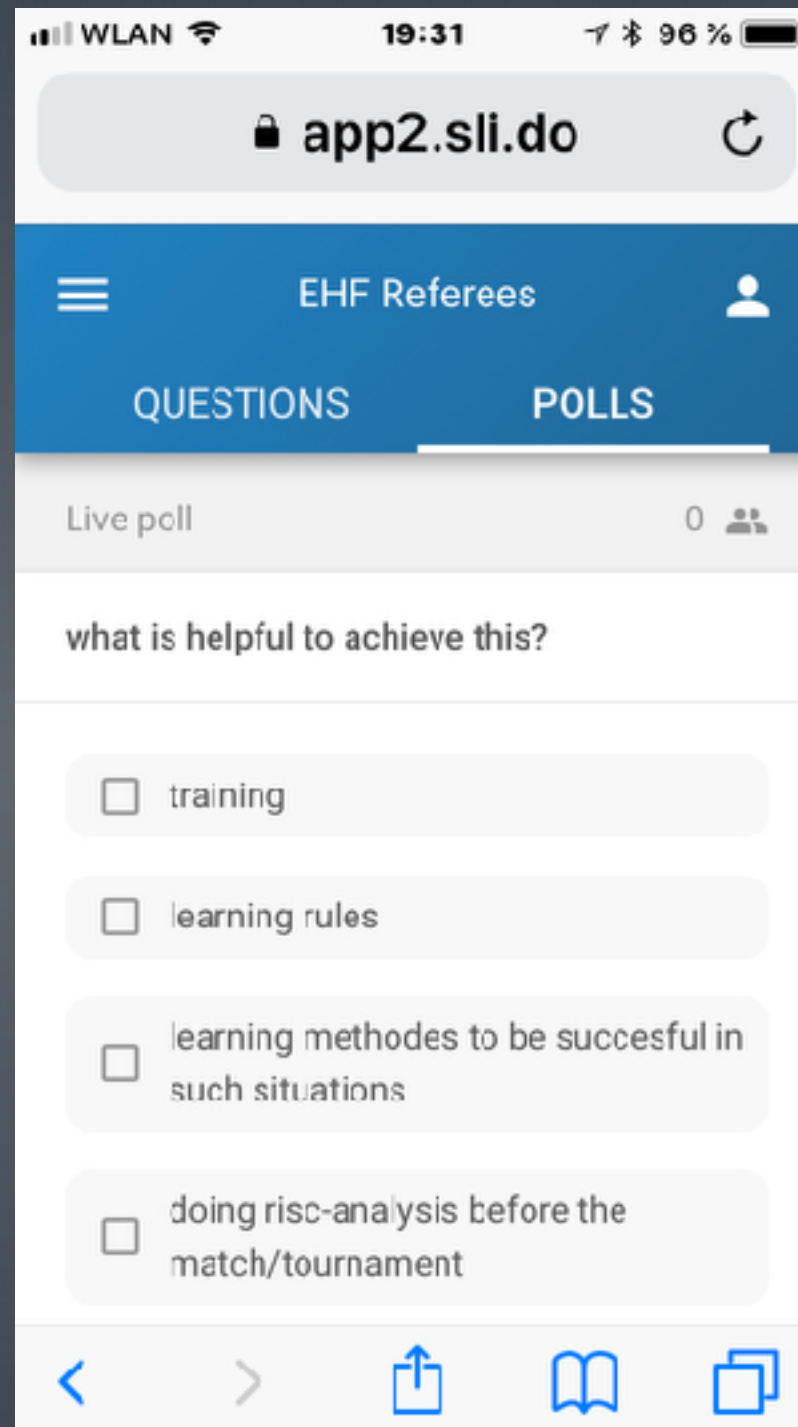 WLAN 19:31 96 %
app2.sli.do
EHF Referees
QUESTIONS POLLS
Live poll 0
what is helpful to achieve this?
training
learning rules
learning methodes to be succesful in
such situations
doing risc-analysis before the
match/tournament